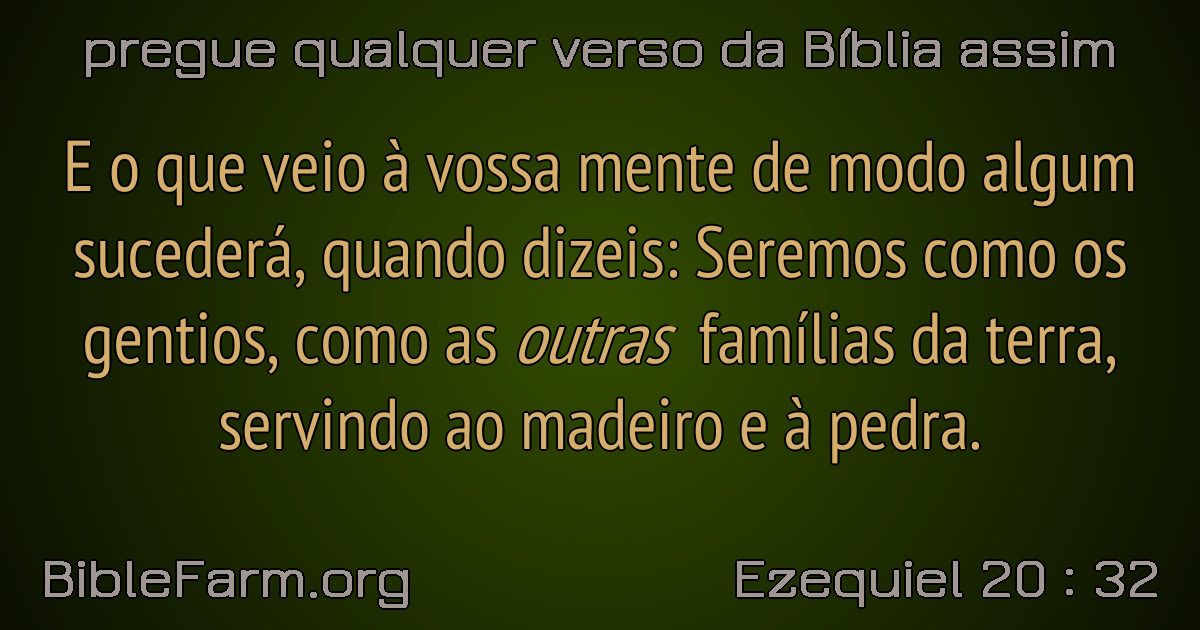 pregue qualquer verso da Bíblia assim
E o que veio à vossa mente de modo algum
sucederá, quando dizeis: Seremos como os
gentios, como as outras famílias da terra,
servindo ao madeiro e à pedra.
BibleFarm.org
Ezequiel 20 : 32